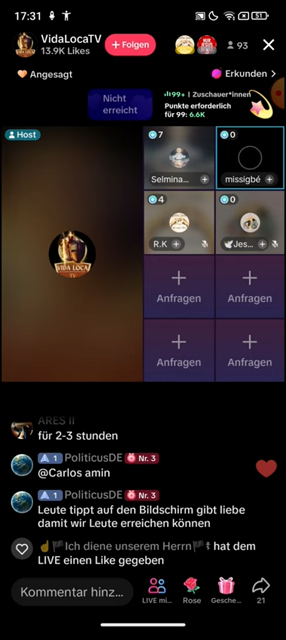 17:31
51
VidaLocaTV
13.9K Likes
+ Folgen
93
Angesagt
Erkunden >
Nicht
erreicht
99+ | Zuschauer*innen
Punkte erforderlich
für 99: 6.6K
Host
7
0
Selmina...
missigbé
VIDA LOCA
TV
4
0
R.K
Jes...
Anfragen
Anfragen
Anfragen
Anfragen
ARES II
für 2-3 stunden
1 PoliticusDE Nr. 3
@Carlos amin
1 PoliticusDE Nr. 3
Leute tippt auf den Bildschirm gibt liebe
damit wir Leute erreichen können
☝️🏴Ich diene unserem Herrn🏴⚕ hat dem
LIVE einen Like gegeben
Kommentar hinz...
LIVE mi...
Rose
Gesche...
21